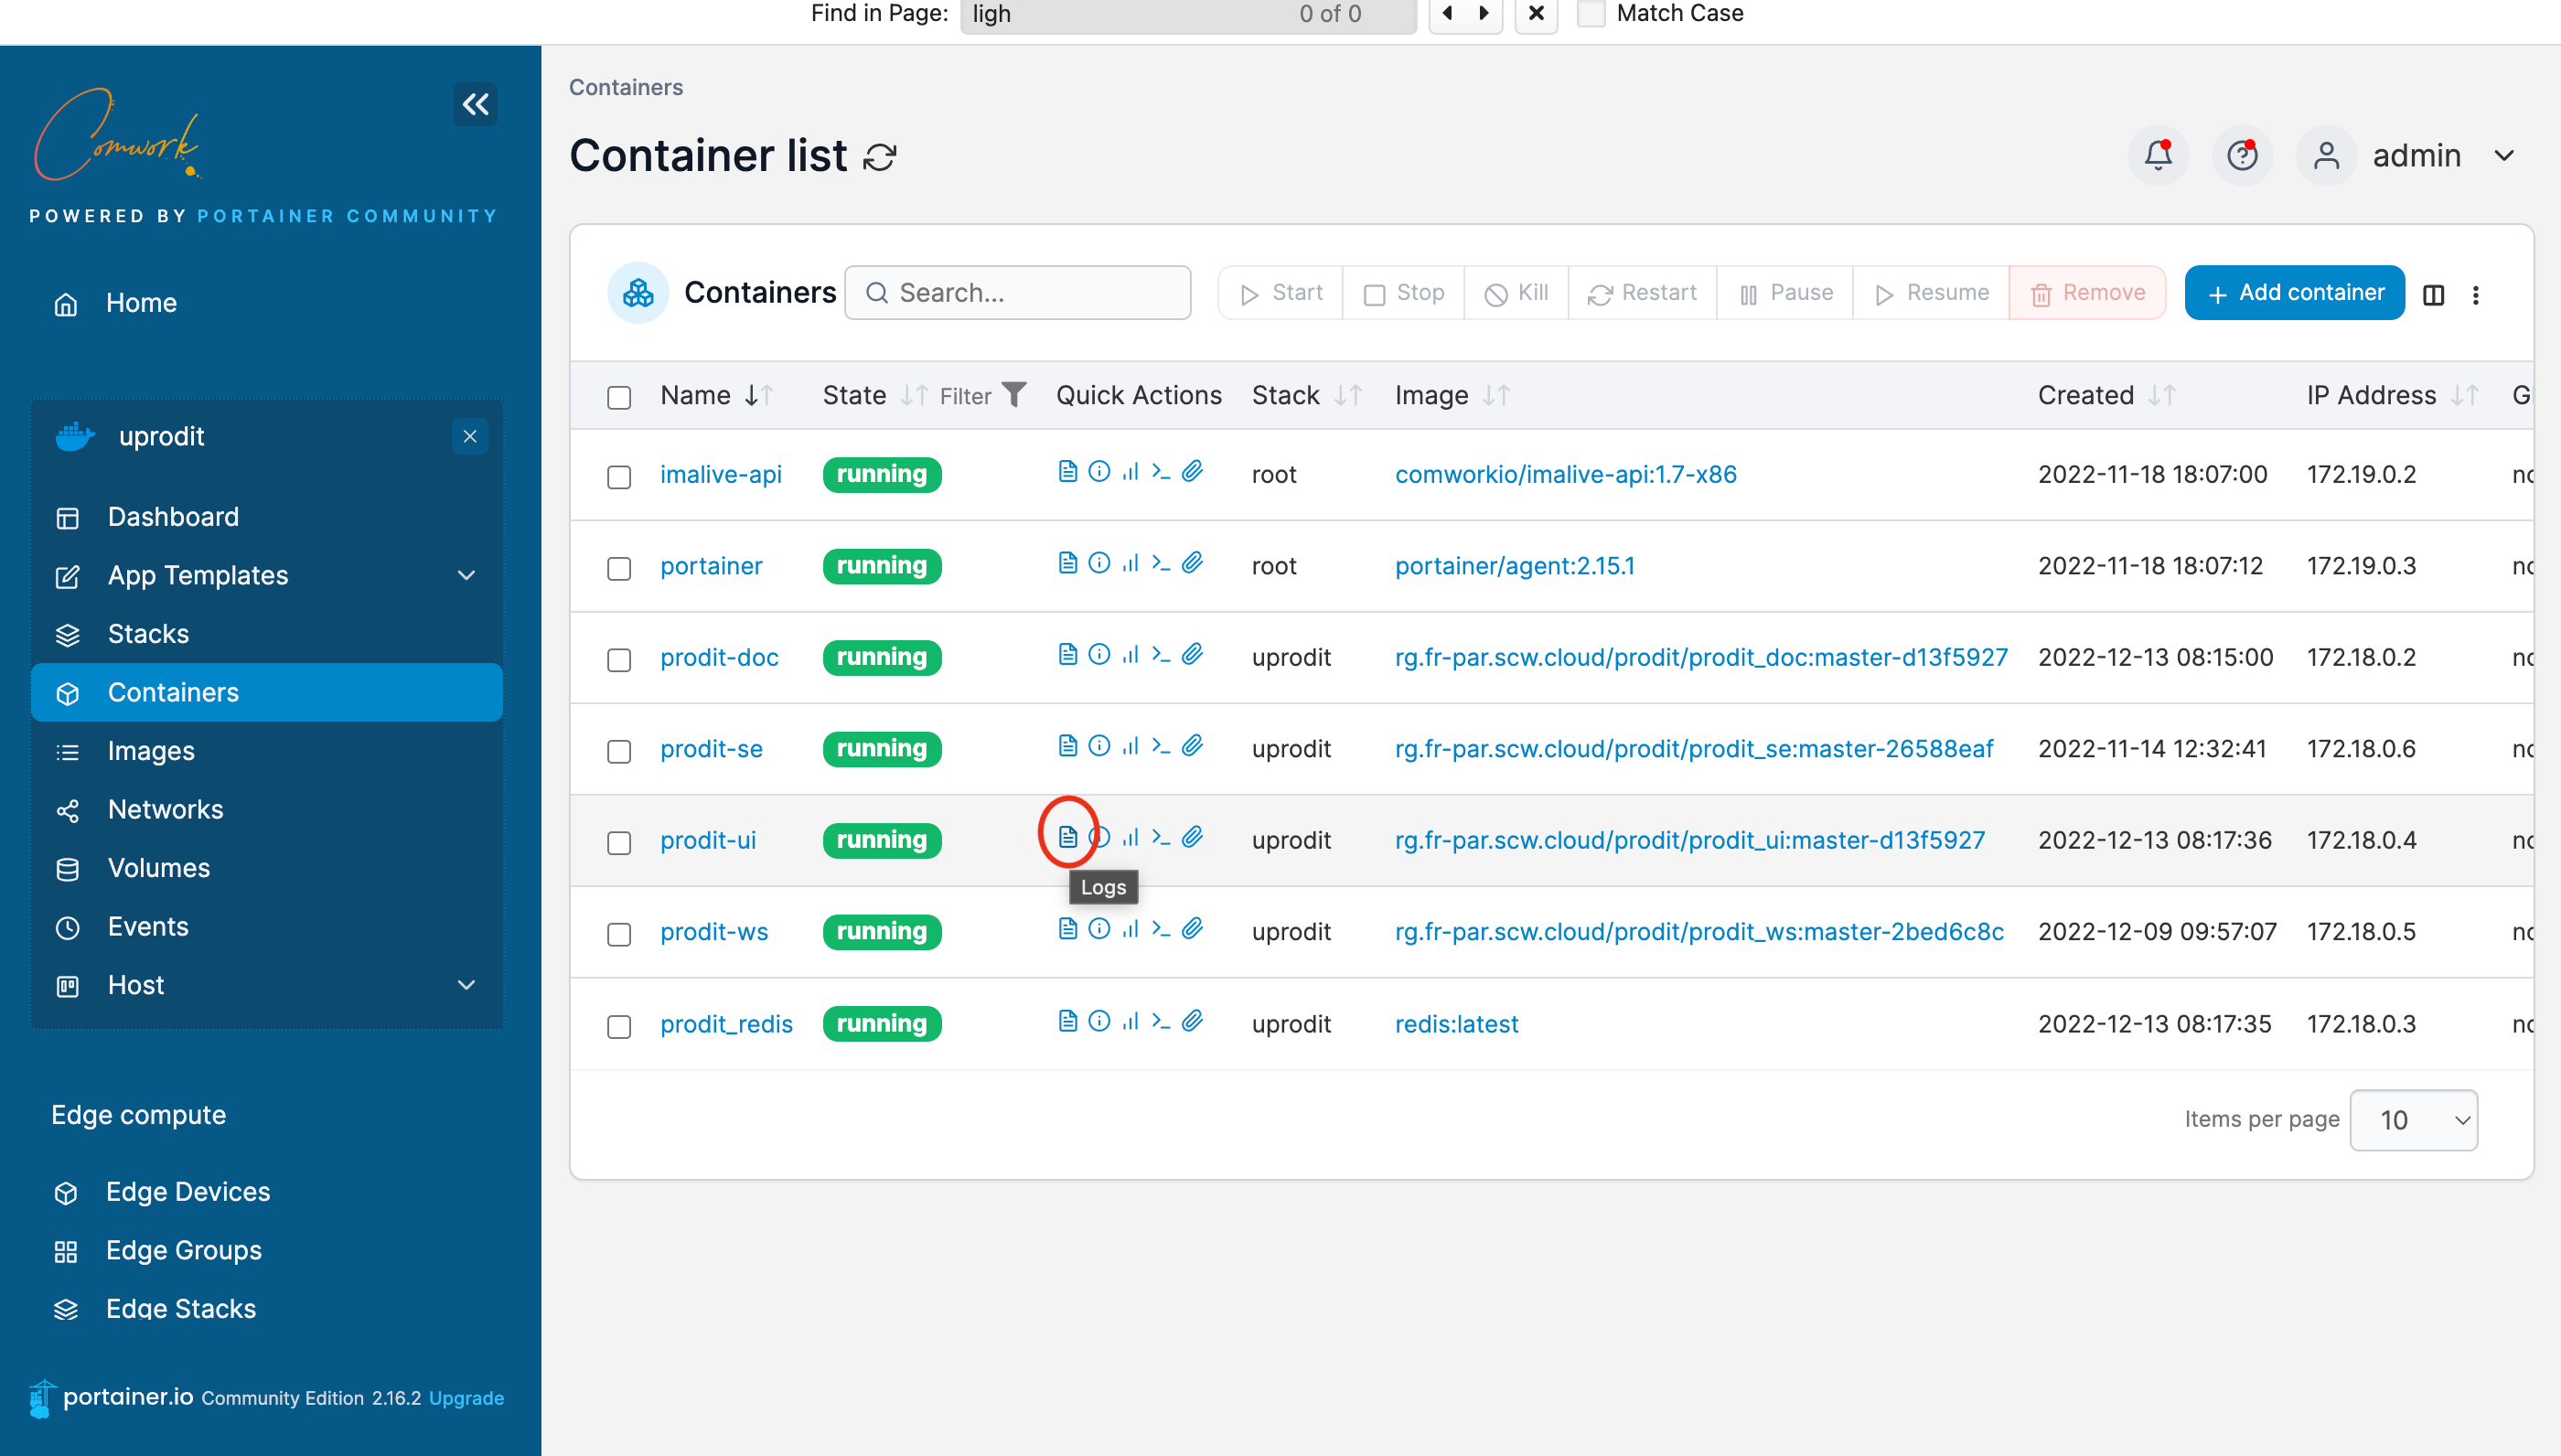 Find in Page: ligh 0 of 0 Match Case
Comwork
POWERED BY PORTAINER COMMUNITY
Home
uprodit
Dashboard
App Templates
Stacks
Containers
Images
Networks
Volumes
Events
Host
Edge compute
Edge Devices
Edge Groups
Edge Stacks
portainer.io Community Edition 2.16.2 Upgrade
Containers
Container list
admin
Containers Search... Start Stop Kill Restart Pause Resume Remove Add container
Name State Filter Quick Actions Stack Image Created IP Address G
imalive-api running root comworkio/imalive-api:1.7-x86 2022-11-18 18:07:00 172.19.0.2 no
portainer running root portainer/agent:2.15.1 2022-11-18 18:07:12 172.19.0.3 no
prodit-doc running uprodit rg.fr-par.scw.cloud/prodit/prodit_doc:master-d13f5927 2022-12-13 08:15:00 172.18.0.2 no
prodit-se running uprodit rg.fr-par.scw.cloud/prodit/prodit_se:master-26588eaf 2022-11-14 12:32:41 172.18.0.6 no
prodit-ui running uprodit rg.fr-par.scw.cloud/prodit/prodit_ui:master-d13f5927 2022-12-13 08:17:36 172.18.0.4 no
Logs
prodit-ws running uprodit rg.fr-par.scw.cloud/prodit/prodit_ws:master-2bed6c8c 2022-12-09 09:57:07 172.18.0.5 no
prodit_redis running uprodit redis:latest 2022-12-13 08:17:35 172.18.0.3 no
Items per page 10